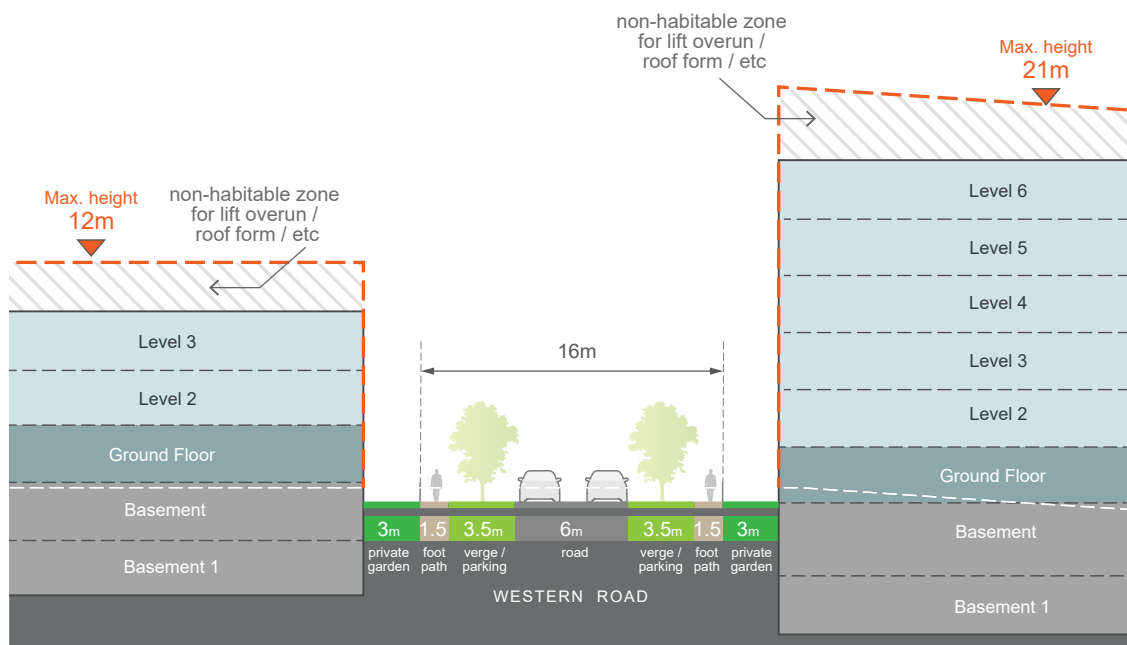 non-habitable zone
for lift overun /
roof form / etc
Max. height
21m
Max. height
12m
non-habitable zone
for lift overun /
roof form / etc
Level 3
Level 2
Ground Floor
Basement
Basement 1
16m
Level 6
Level 5
Level 4
Level 3
Level 2
Ground Floor
Basement
Basement 1
3m 1.5 3.5m 6m 3.5m 1.5 3m
private foot verge / road verge / foot private
garden path parking parking path garden
WESTERN ROAD